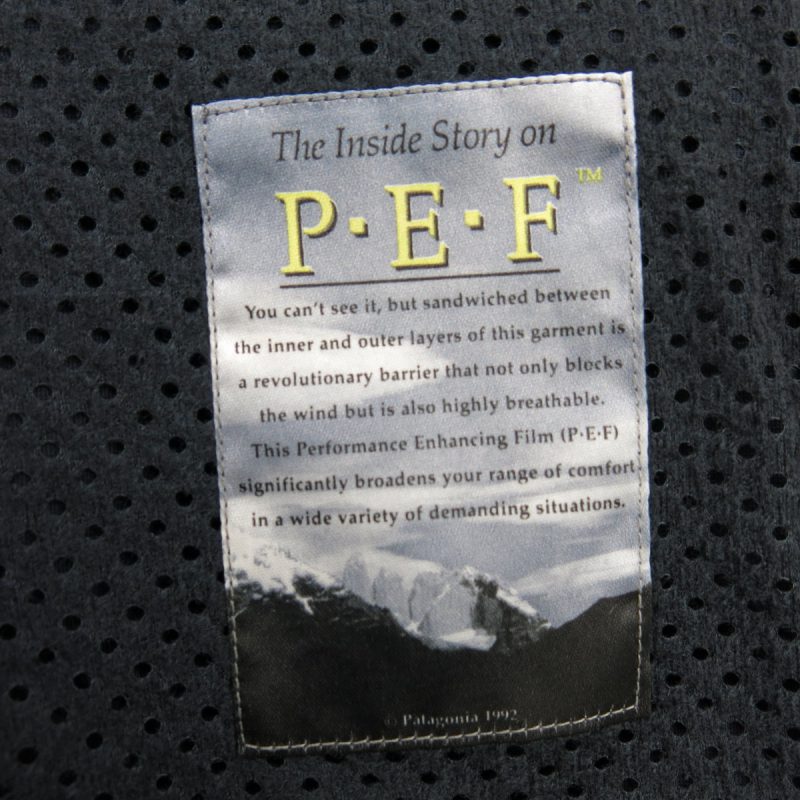 The Inside Story on
P·E·F™
You can't see it, but sandwiched between
the inner and outer layers of this garment is
a revolutionary barrier that not only blocks
the wind but is also highly breathable.
This Performance Enhancing Film (P·E·F)
significantly broadens your range of comfort
in a wide variety of demanding situations.
© Patagonia 1992